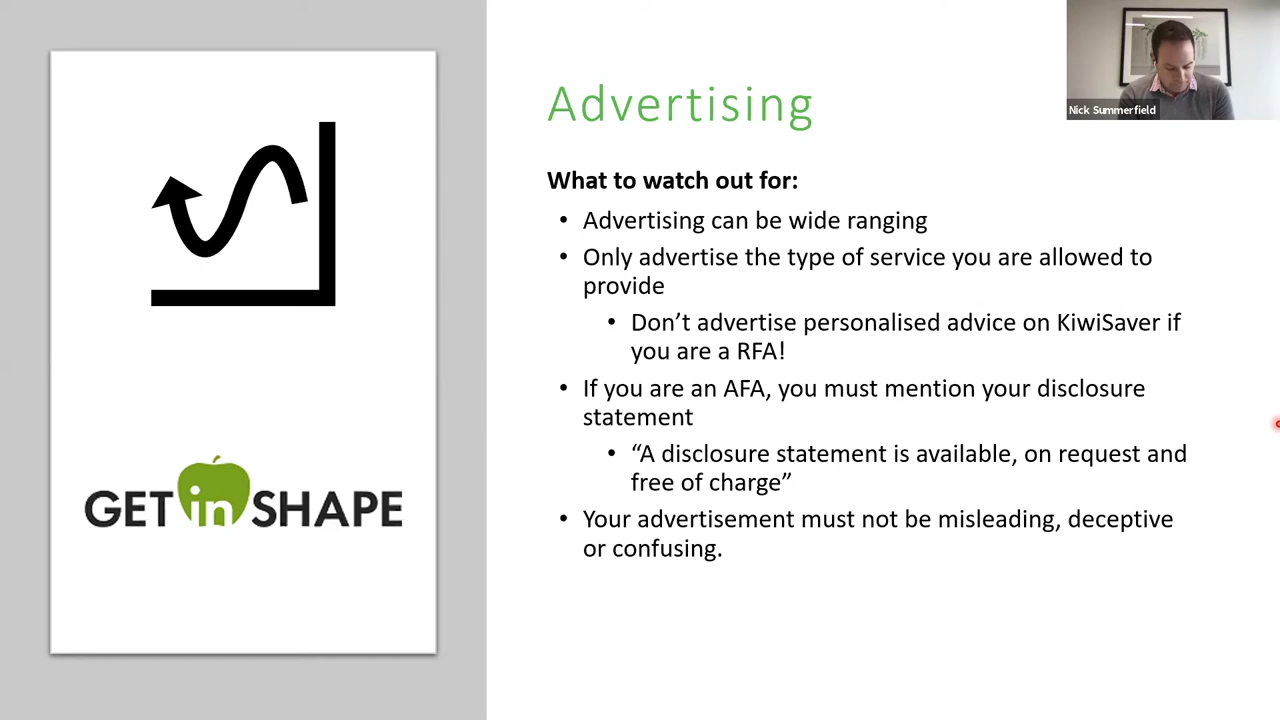 Advertising
Nick Summerfield
What to watch out for:
• Advertising can be wide ranging
• Only advertise the type of service you are allowed to
provide
• Don’t advertise personalised advice on KiwiSaver if
you are a RFA!
• If you are an AFA, you must mention your disclosure
statement
• “A disclosure statement is available, on request and
free of charge”
• Your advertisement must not be misleading, deceptive
or confusing.
GET in SHAPE